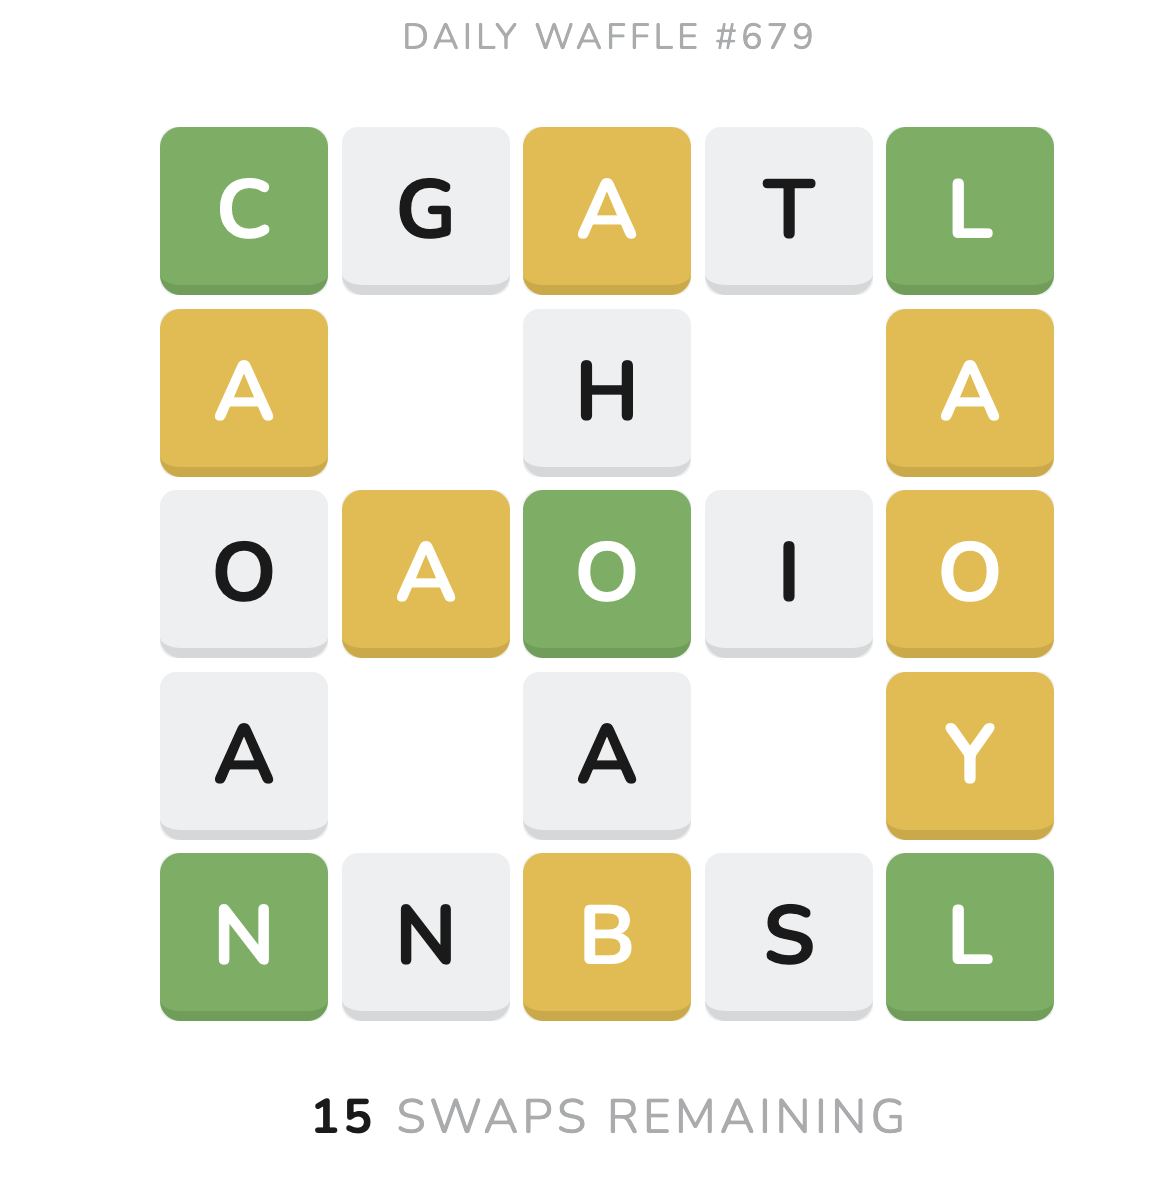 DAILY WAFFLE #679
C G A T L
A H A
O A O I O
A A Y
N N B S L
15 SWAPS REMAINING